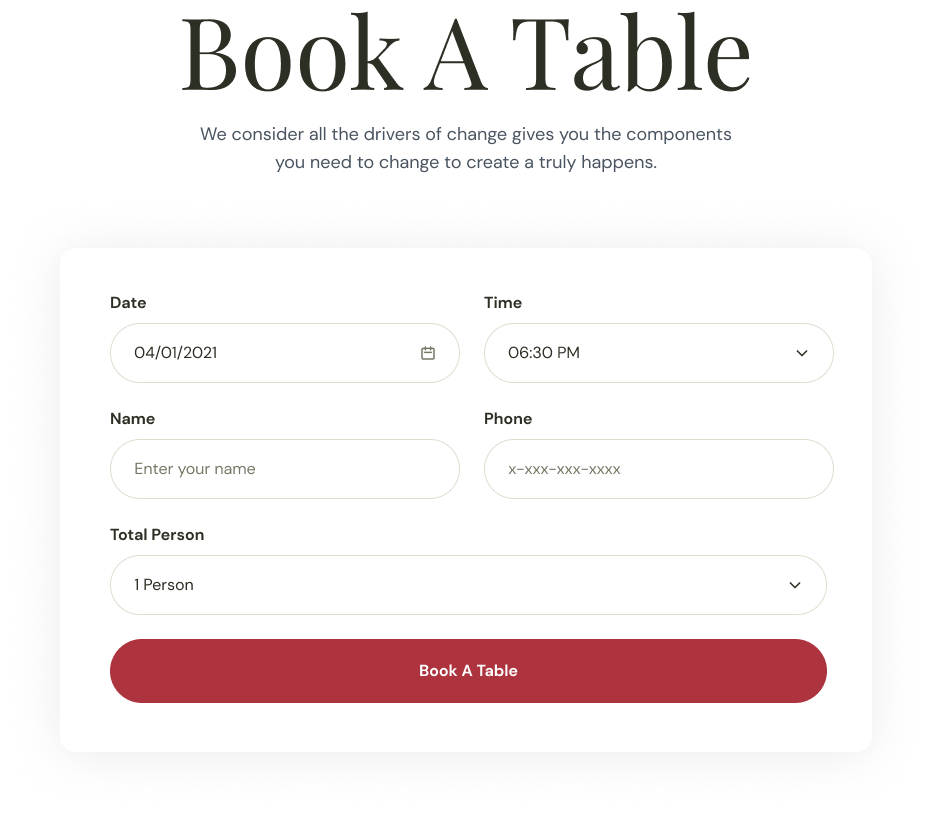 Book A Table
We consider all the drivers of change gives you the components
you need to change to create a truly happens.
Date
Time
04/01/2021
06:30 PM
Name
Phone
Enter your name
x-xxx-xxx-xxxx
Total Person
1 Person
Book A Table